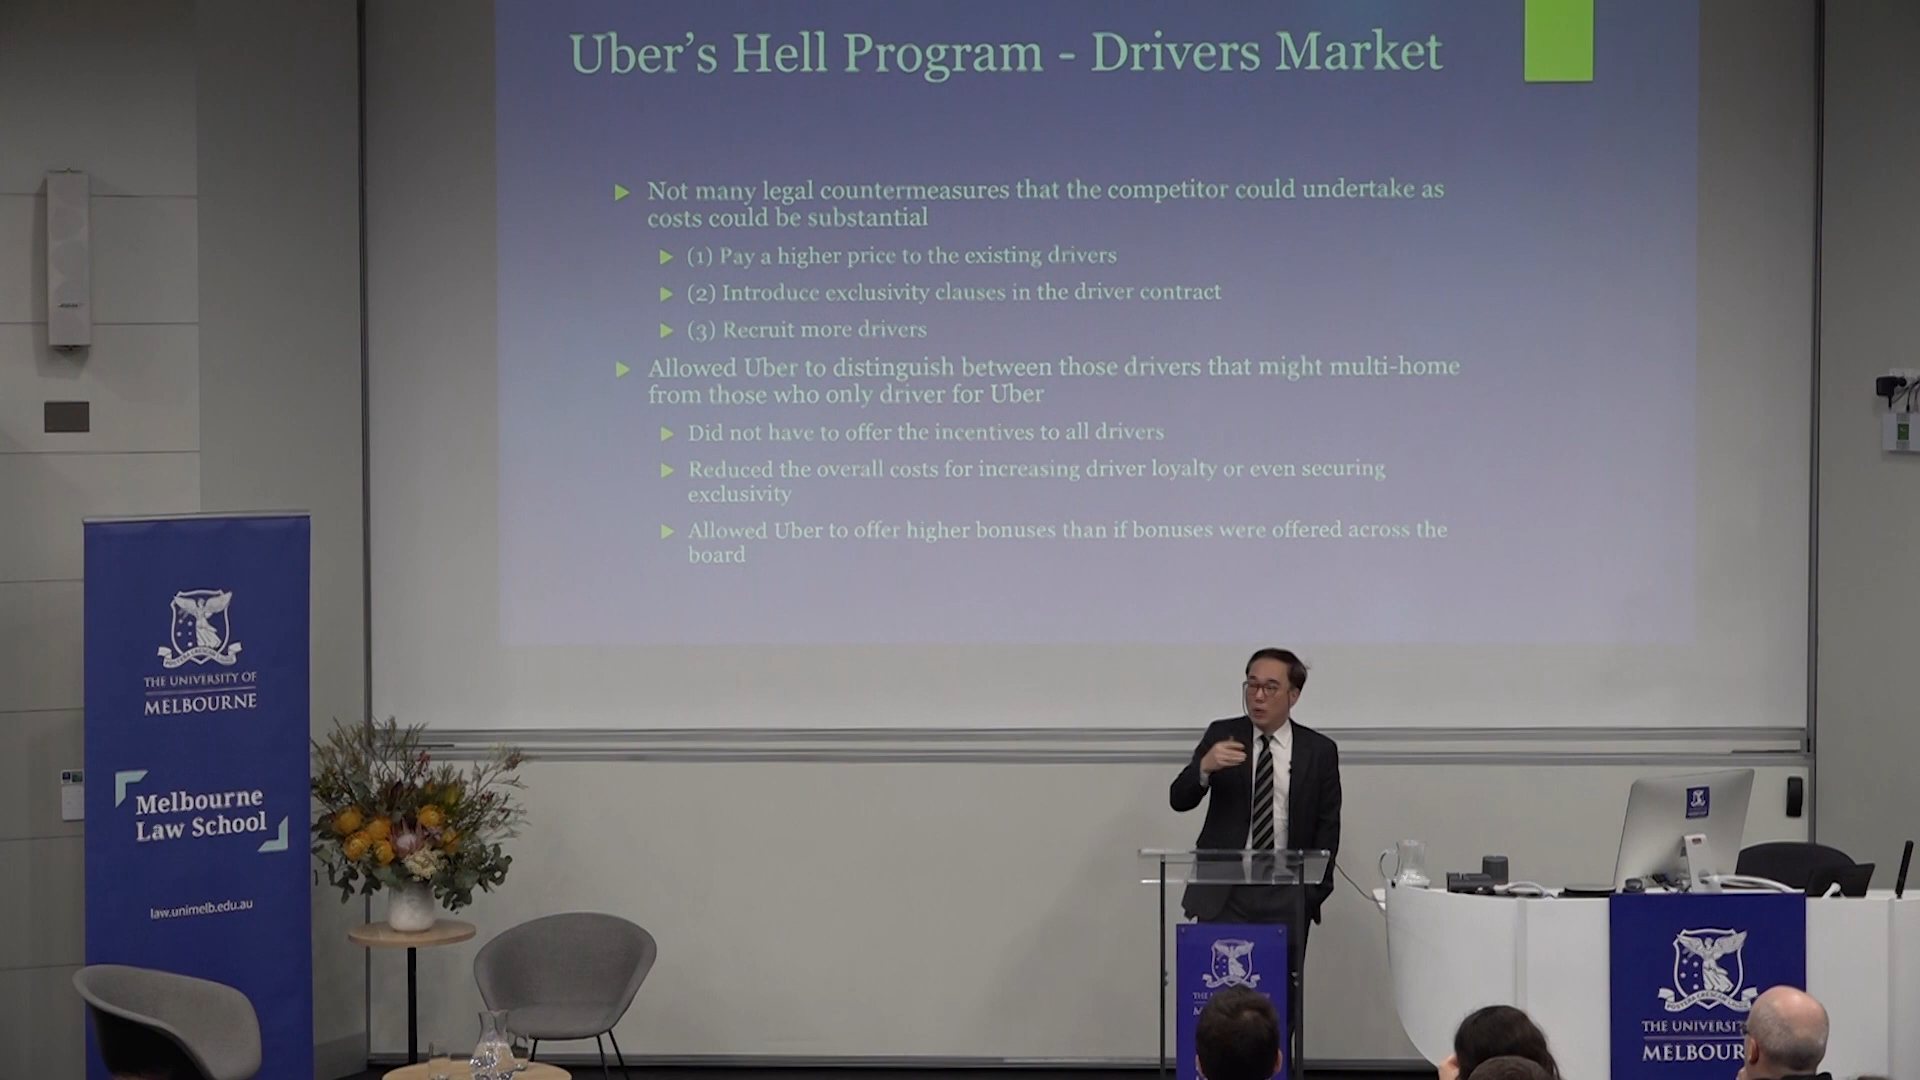 Uber's Hell Program - Drivers Market
Not many legal countermeasures that the competitor could undertake as
costs could be substantial
(1) Pay a higher price to the existing drivers
(2) Introduce exclusivity clauses in the driver contract
(3) Recruit more drivers
Allowed Uber to distinguish between those drivers that might multi-home
from those who only driver for Uber
Did not have to offer the incentives to all drivers
Reduced the overall costs for increasing driver loyalty or even securing
exclusivity
Allowed Uber to offer higher bonuses than if bonuses were offered across the
board
THE UNIVERSITY OF
MELBOURNE
Melbourne
Law School
law.unimelb.edu.au
THE
M
THE UNIVERSI
MELBOUR